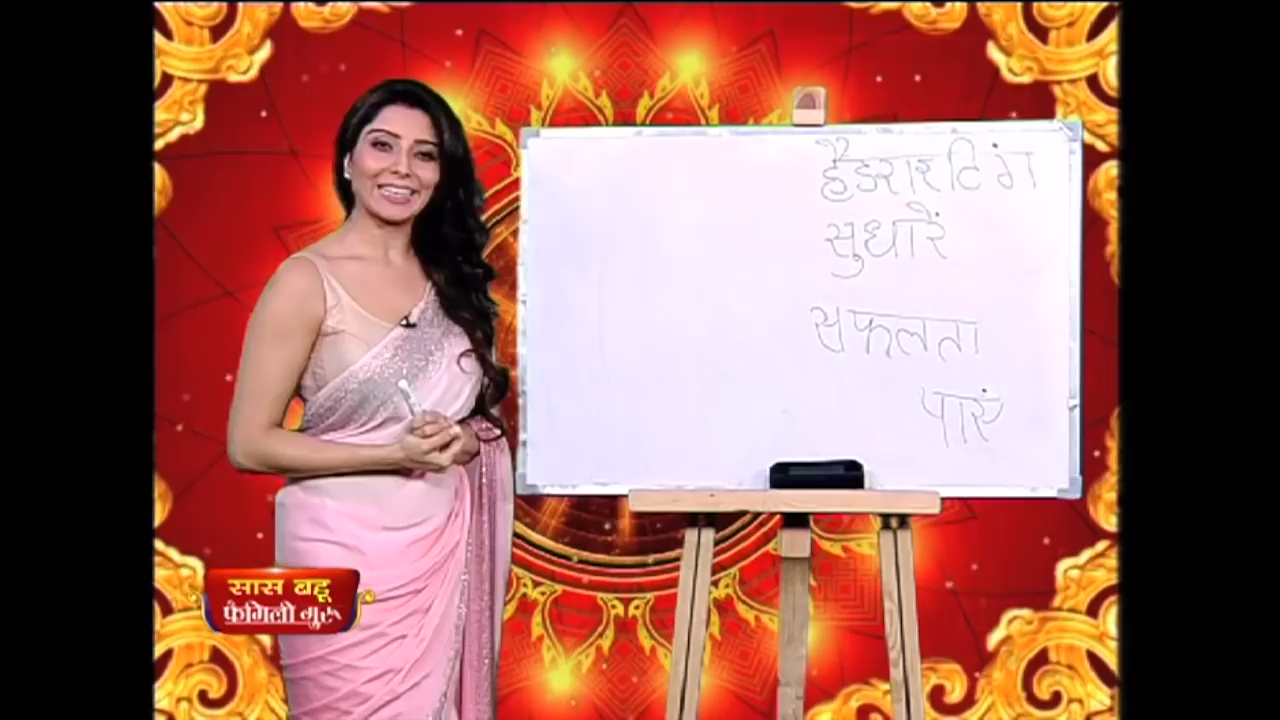 हैंडराइटिंग
सुधारें
सफलता
पाएं
सास बहू
फैमिली गुरू